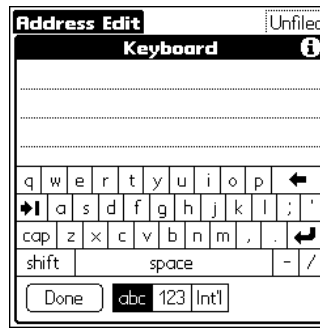 Address Edit Unfiled
Keyboard i
q w e r t y u i o p
a s d f g h j k l ; '
cap z x c v b n m , .
shift space - /
Done abc 123 Int'l